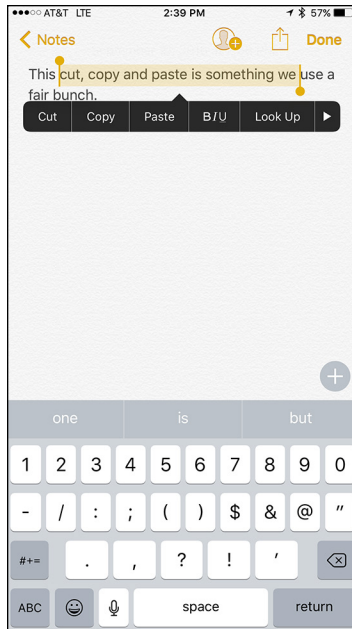 AT&T LTE 2:39 PM 57%
Notes Done
This cut, copy and paste is something we use a
fair bunch.
Cut Copy Paste BIU Look Up
one is but
1 2 3 4 5 6 7 8 9 0
- / : ; ( ) $ & @ "
#+= . , ? ! '
ABC space return